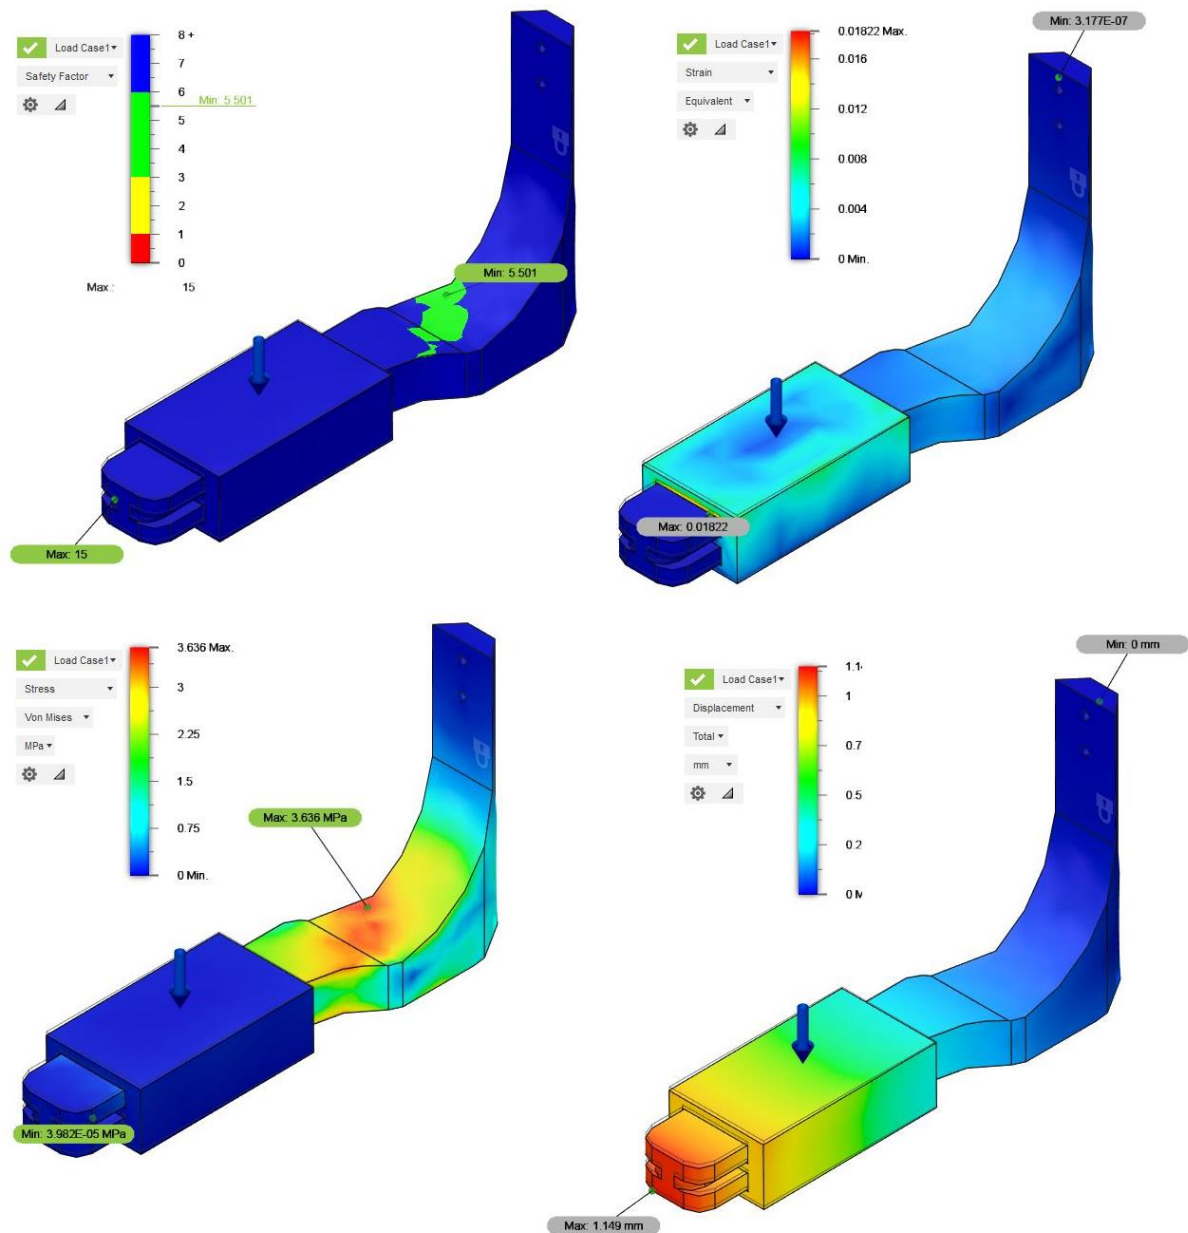 Load Case1
Safety Factor
8 +
7
6
Min: 5.501
5
4
3
2
1
0
Max :
15
Min: 5.501
Max: 15
Load Case1
Strain
Equivalent
0.01822 Max.
0.016
0.012
0.008
0.004
0 Min.
Min: 3.177E-07
Max: 0.01822
Load Case1
Stress
Von Mises
MPa
3.636 Max.
3
2.25
1.5
0.75
0 Min.
Max: 3.636 MPa
Min: 3.982E-05 MPa
Load Case1
Displacement
Total
mm
1.1
1
0.7
0.5
0.2
0
Min: 0 mm
Max: 1.149 mm